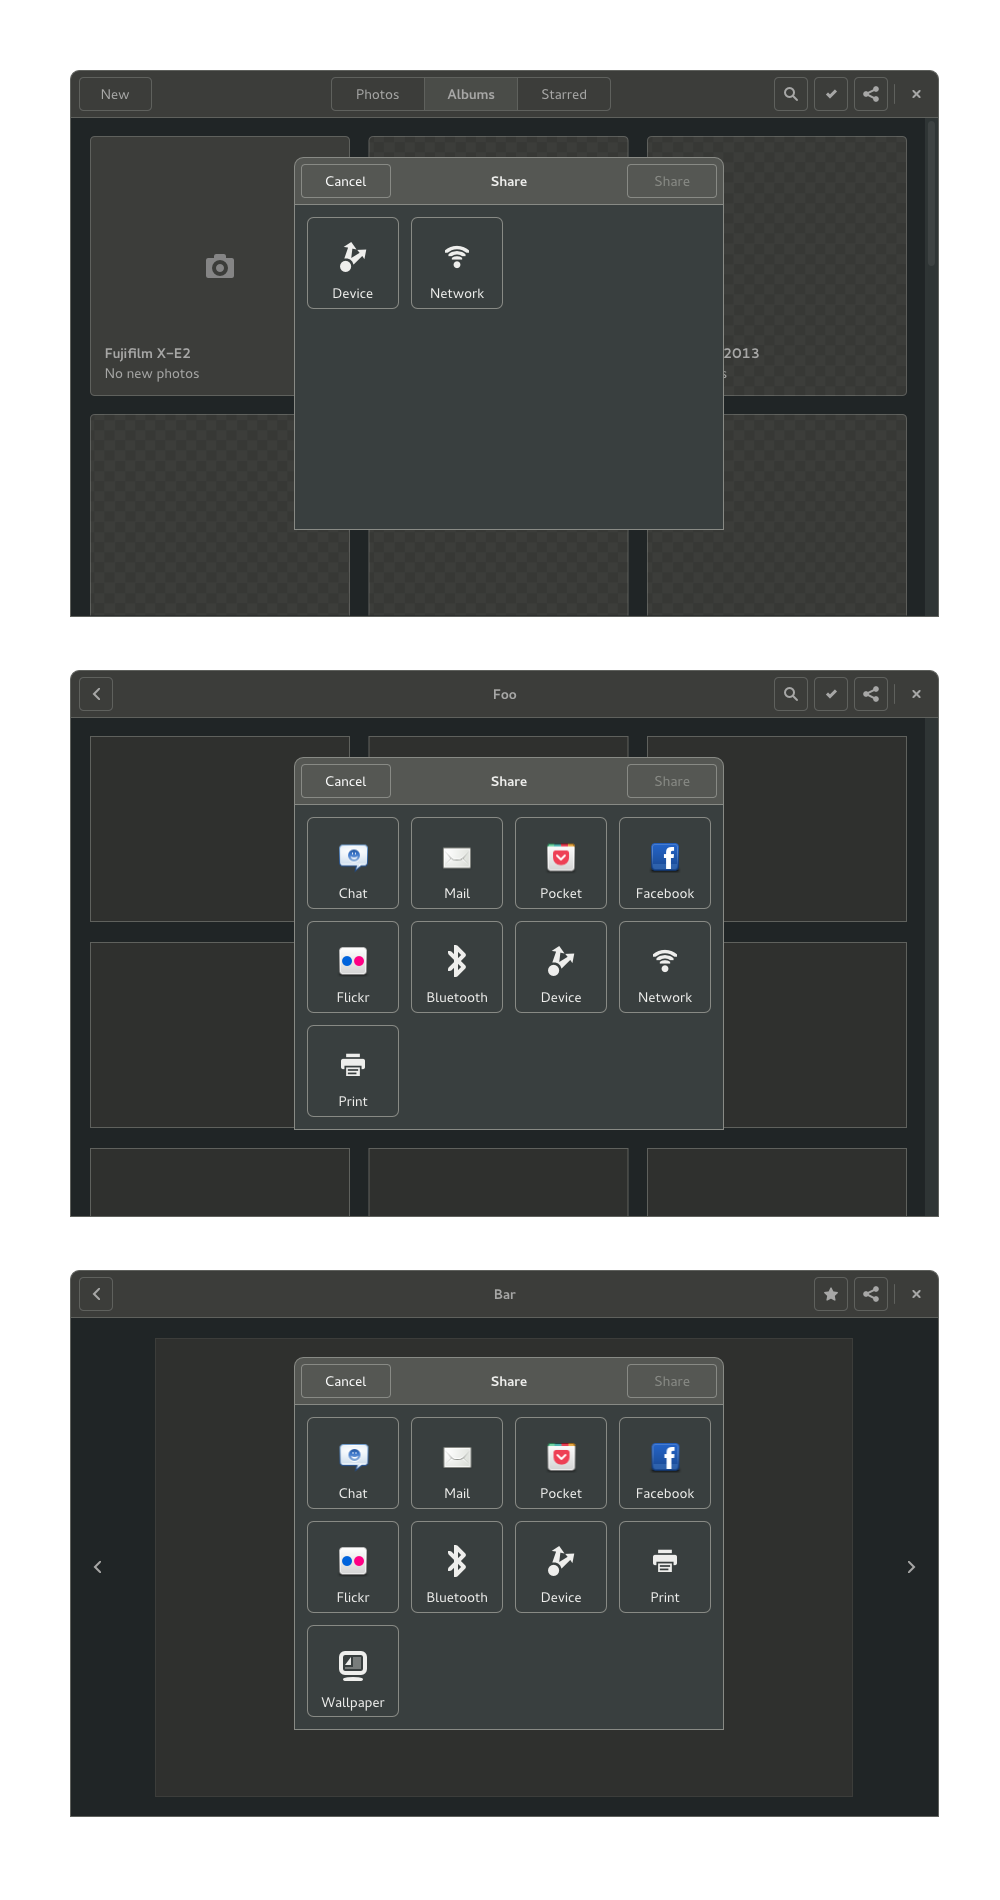 New Photos Albums Starred
Cancel Share Share
Device Network
Fujifilm X-E2 2013
No new photos s
Foo
Cancel Share Share
Chat Mail Pocket Facebook
Flickr Bluetooth Device Network
Print
Bar
Cancel Share Share
Chat Mail Pocket Facebook
Flickr Bluetooth Device Print
Wallpaper